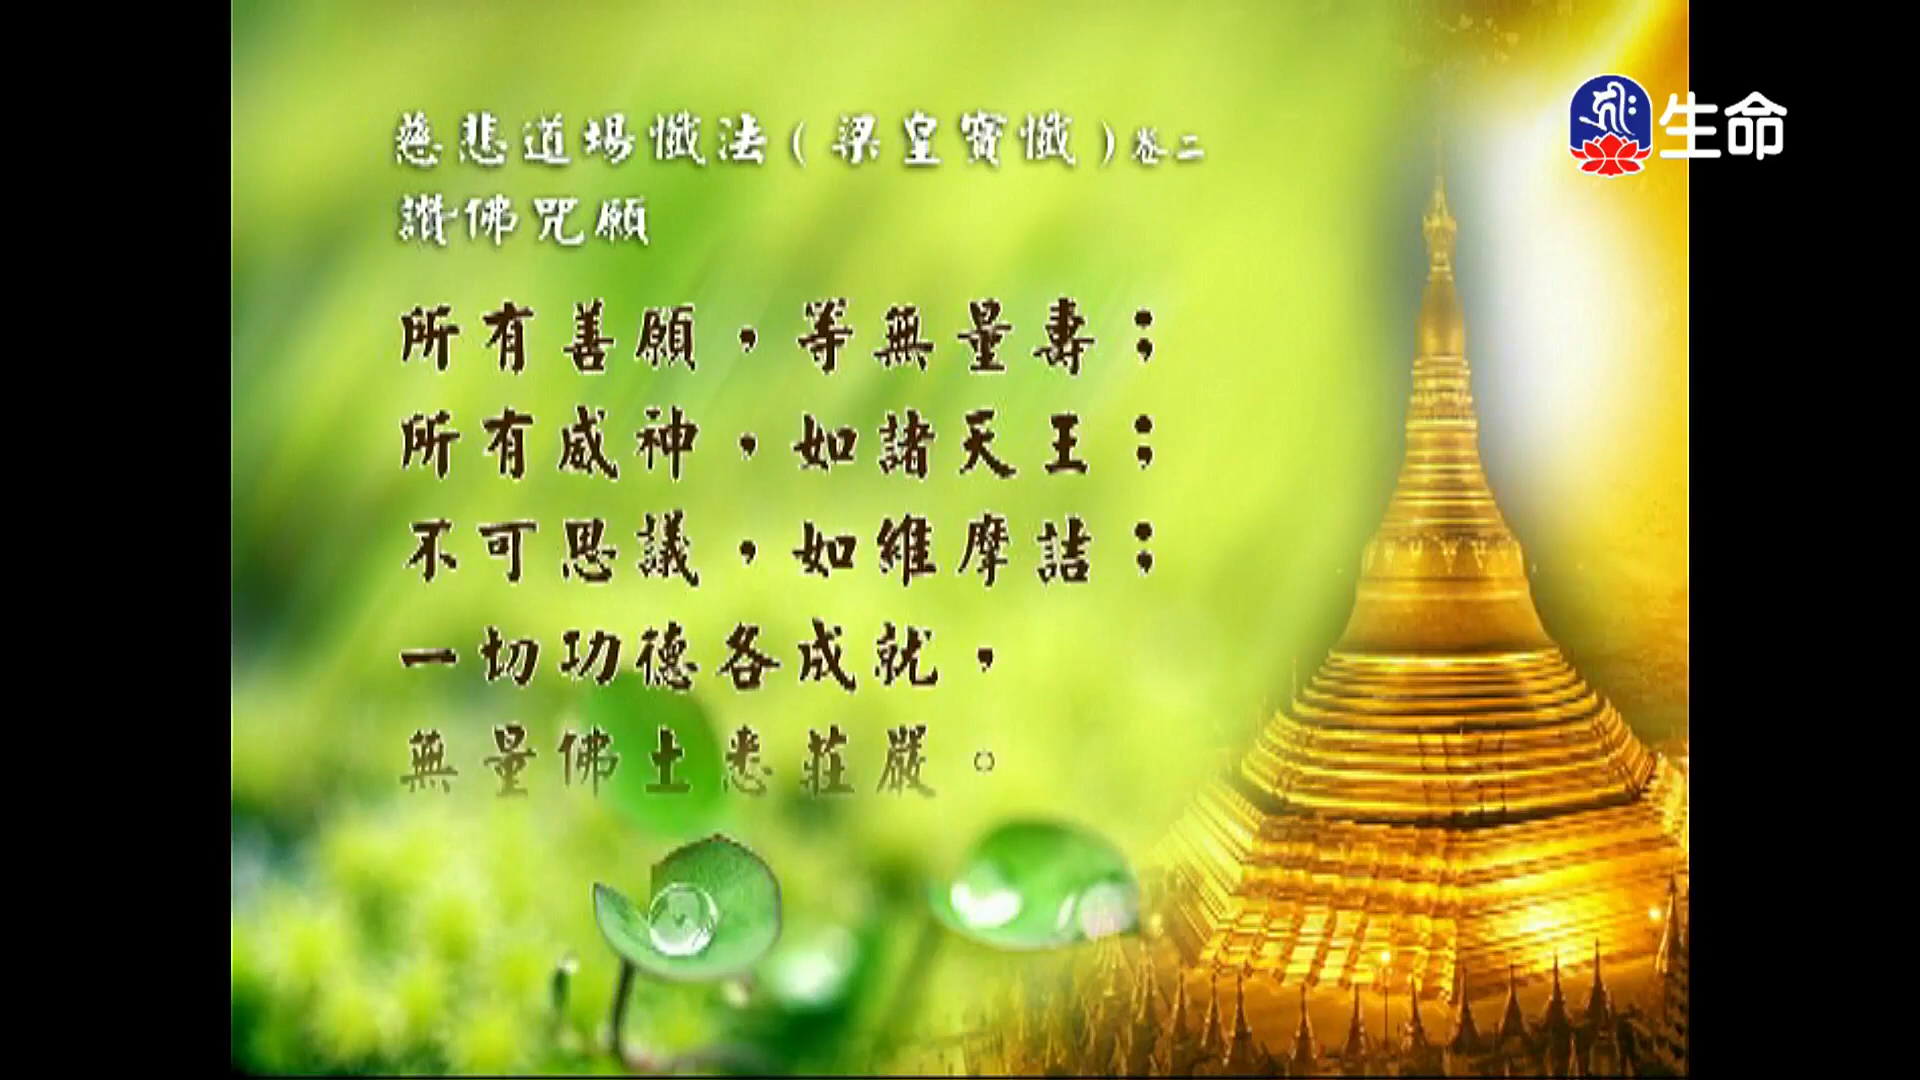 慈悲道場懺法(梁皇寶懺)卷二
讚佛咒願
所有善願,等無量壽;
所有威神,如諸天王;
不可思議,如維摩詰;
一切功德各成就,
無量佛土悉莊嚴。
生命